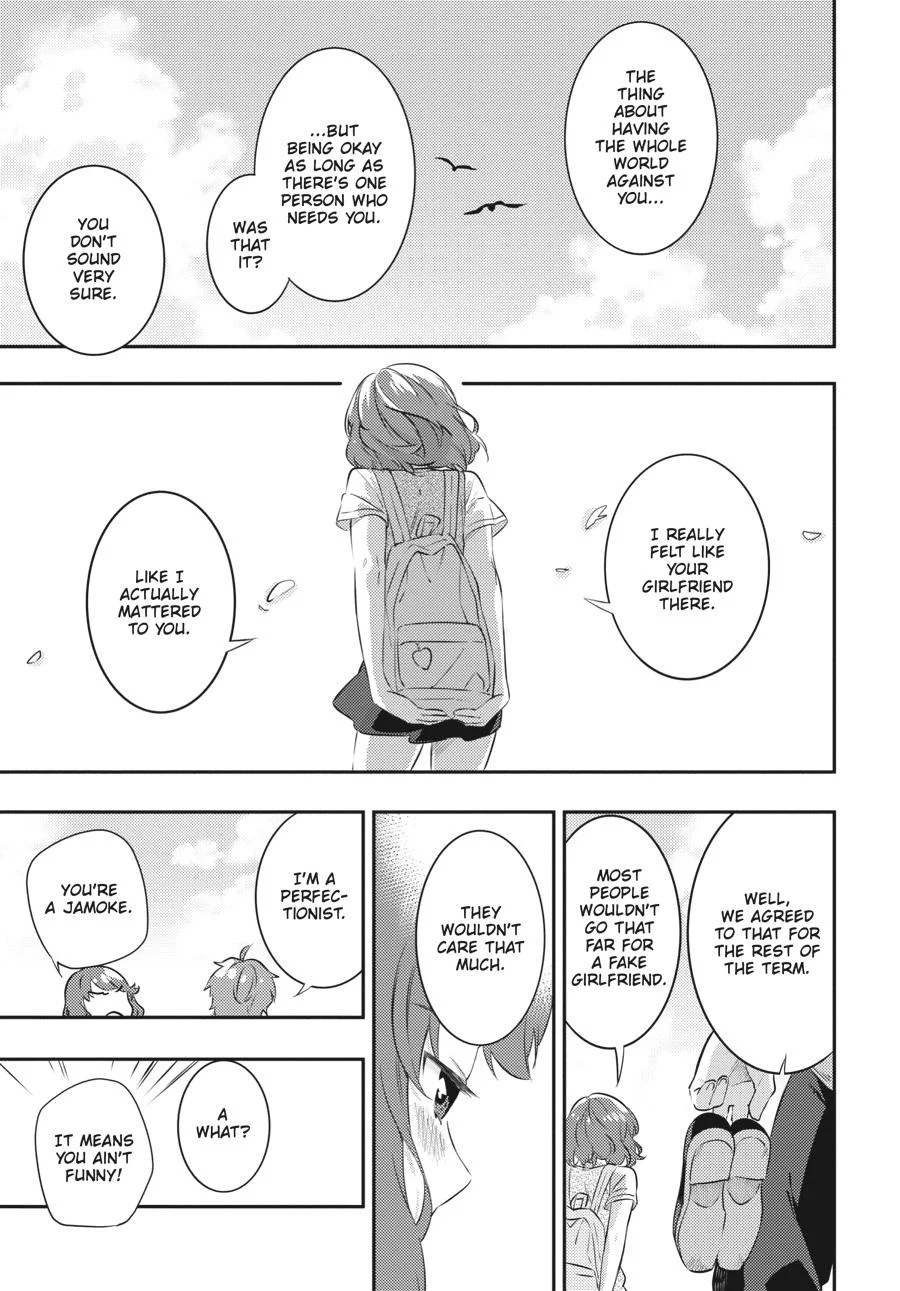 THE
THING
ABOUT
HAVING
THE WHOLE
WORLD
AGAINST
YOU...
...BUT
BEING OKAY
AS LONG AS
THERE'S ONE
PERSON WHO
NEEDS YOU.
WAS
THAT
IT?
YOU
DON'T
SOUND
VERY
SURE.
I REALLY
FELT LIKE
YOUR
GIRLFRIEND
THERE.
LIKE I
ACTUALLY
MATTERED
TO YOU.
WELL,
WE AGREED
TO THAT FOR
THE REST OF
THE TERM.
MOST
PEOPLE
WOULDN'T
GO THAT
FAR FOR
A FAKE
GIRLFRIEND.
THEY
WOULDN'T
CARE THAT
MUCH.
I'M A
PERFEC-
TIONIST.
YOU'RE
A JAMOKE.
A
WHAT?
IT MEANS
YOU AIN'T
FUNNY!